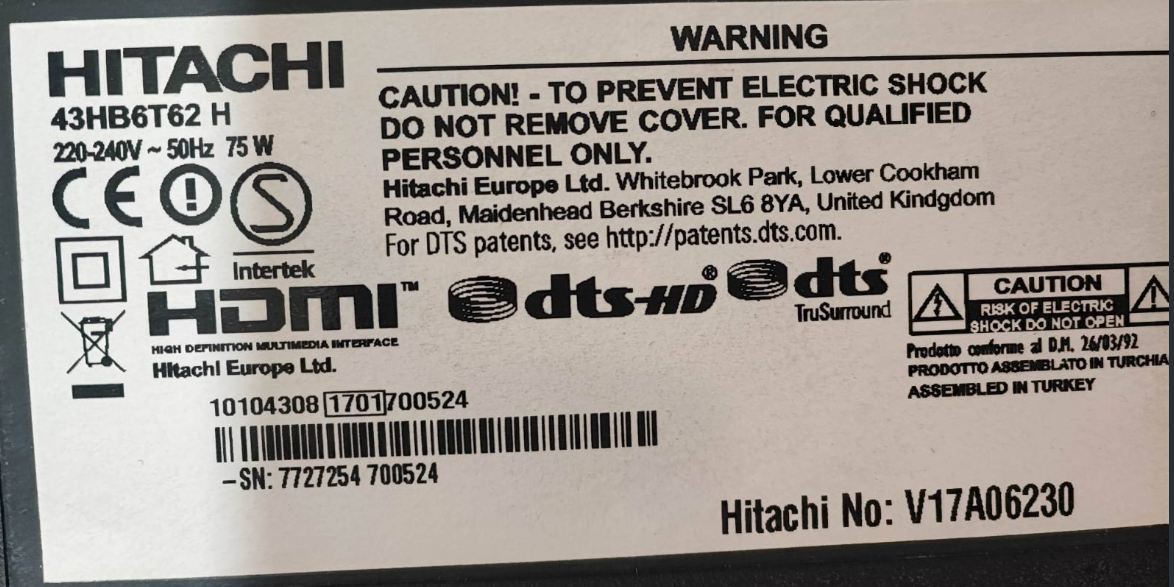 HITACHI
43HB6T62 H
220-240V ~ 50Hz 75 W
CE
Intertek
HDMI™
HIGH DEFINITION MULTIMEDIA INTERFACE
Hitachi Europe Ltd.
WARNING
CAUTION! - TO PREVENT ELECTRIC SHOCK
DO NOT REMOVE COVER. FOR QUALIFIED
PERSONNEL ONLY.
Hitachi Europe Ltd. Whitebrook Park, Lower Cookham
Road, Maidenhead Berkshire SL6 8YA, United Kindgdom
For DTS patents, see http://patents.dts.com.
dts-HD®
dts®
TruSurround
CAUTION
RISK OF ELECTRIC
SHOCK DO NOT OPEN
Prodotto conforme al D.M. 26/03/92
PRODOTTO ASSEMBLATO IN TURCHIA
ASSEMBLED IN TURKEY
10104308 1701 700524
-SN: 7727254 700524
Hitachi No: V17A06230